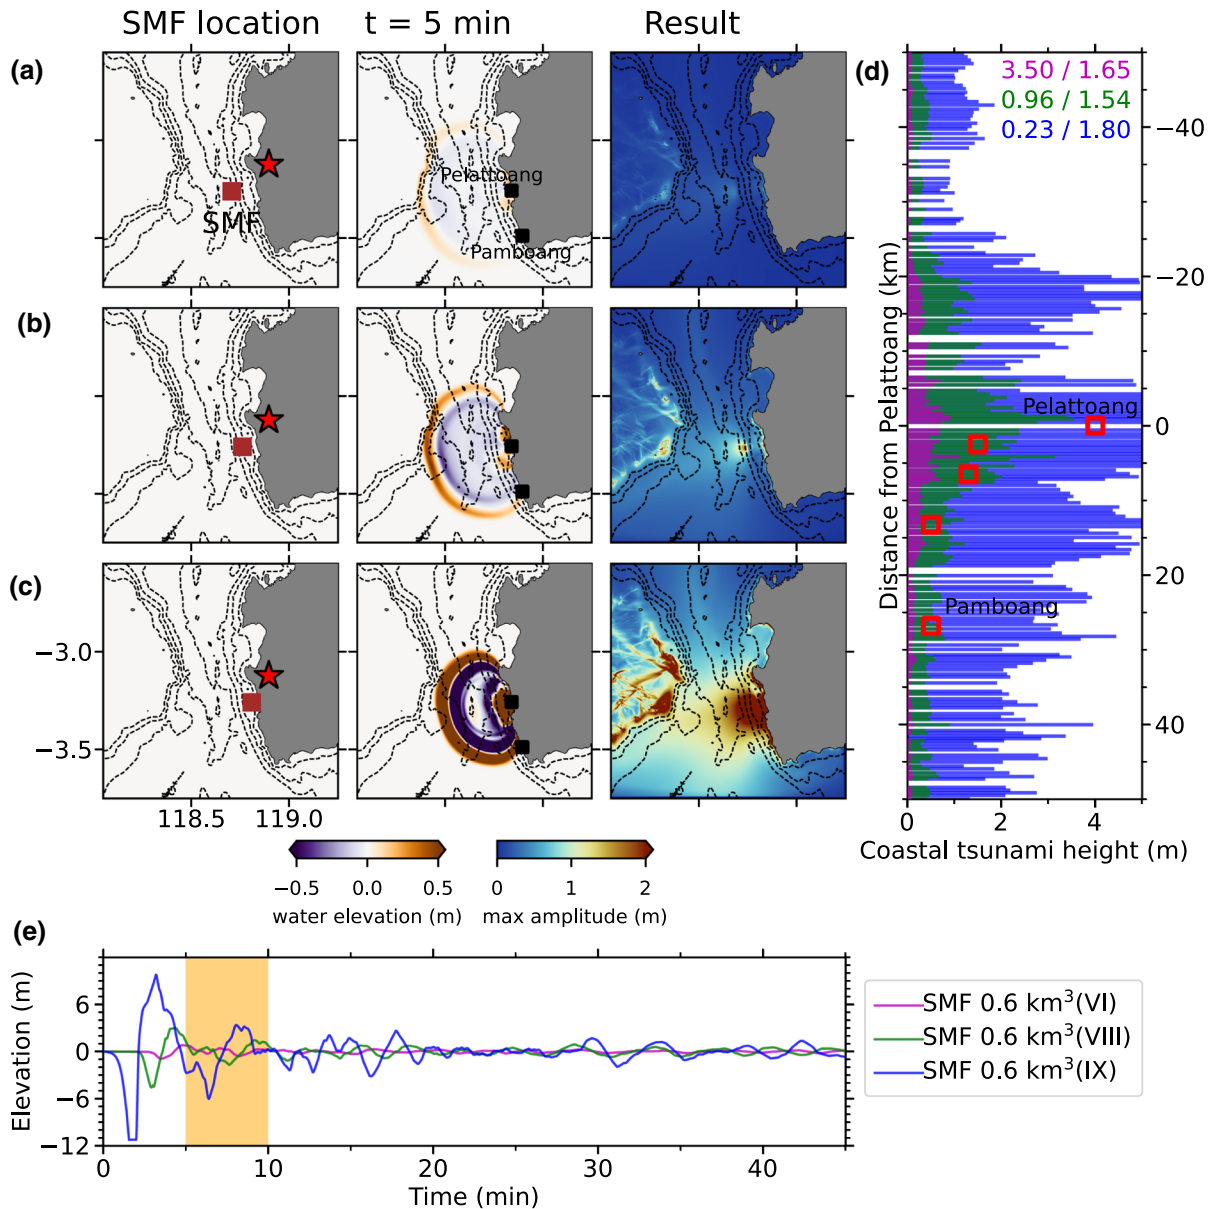 SMF location
t = 5 min
Result
(a)
SMF
Pelattoang
Pamboang
(b)
(c)
−3.0
−3.5
118.5
119.0
−0.5
0.0
0.5
water elevation (m)
0
1
2
max amplitude (m)
(d)
3.50 / 1.65
0.96 / 1.54
0.23 / 1.80
Pelattoang
Pamboang
−40
−20
0
20
40
Distance from Pelattoang (km)
0
2
4
Coastal tsunami height (m)
(e)
Elevation (m)
6
0
−6
−12
0
10
20
30
40
Time (min)
SMF 0.6 km³(VI)
SMF 0.6 km³(VIII)
SMF 0.6 km³(IX)